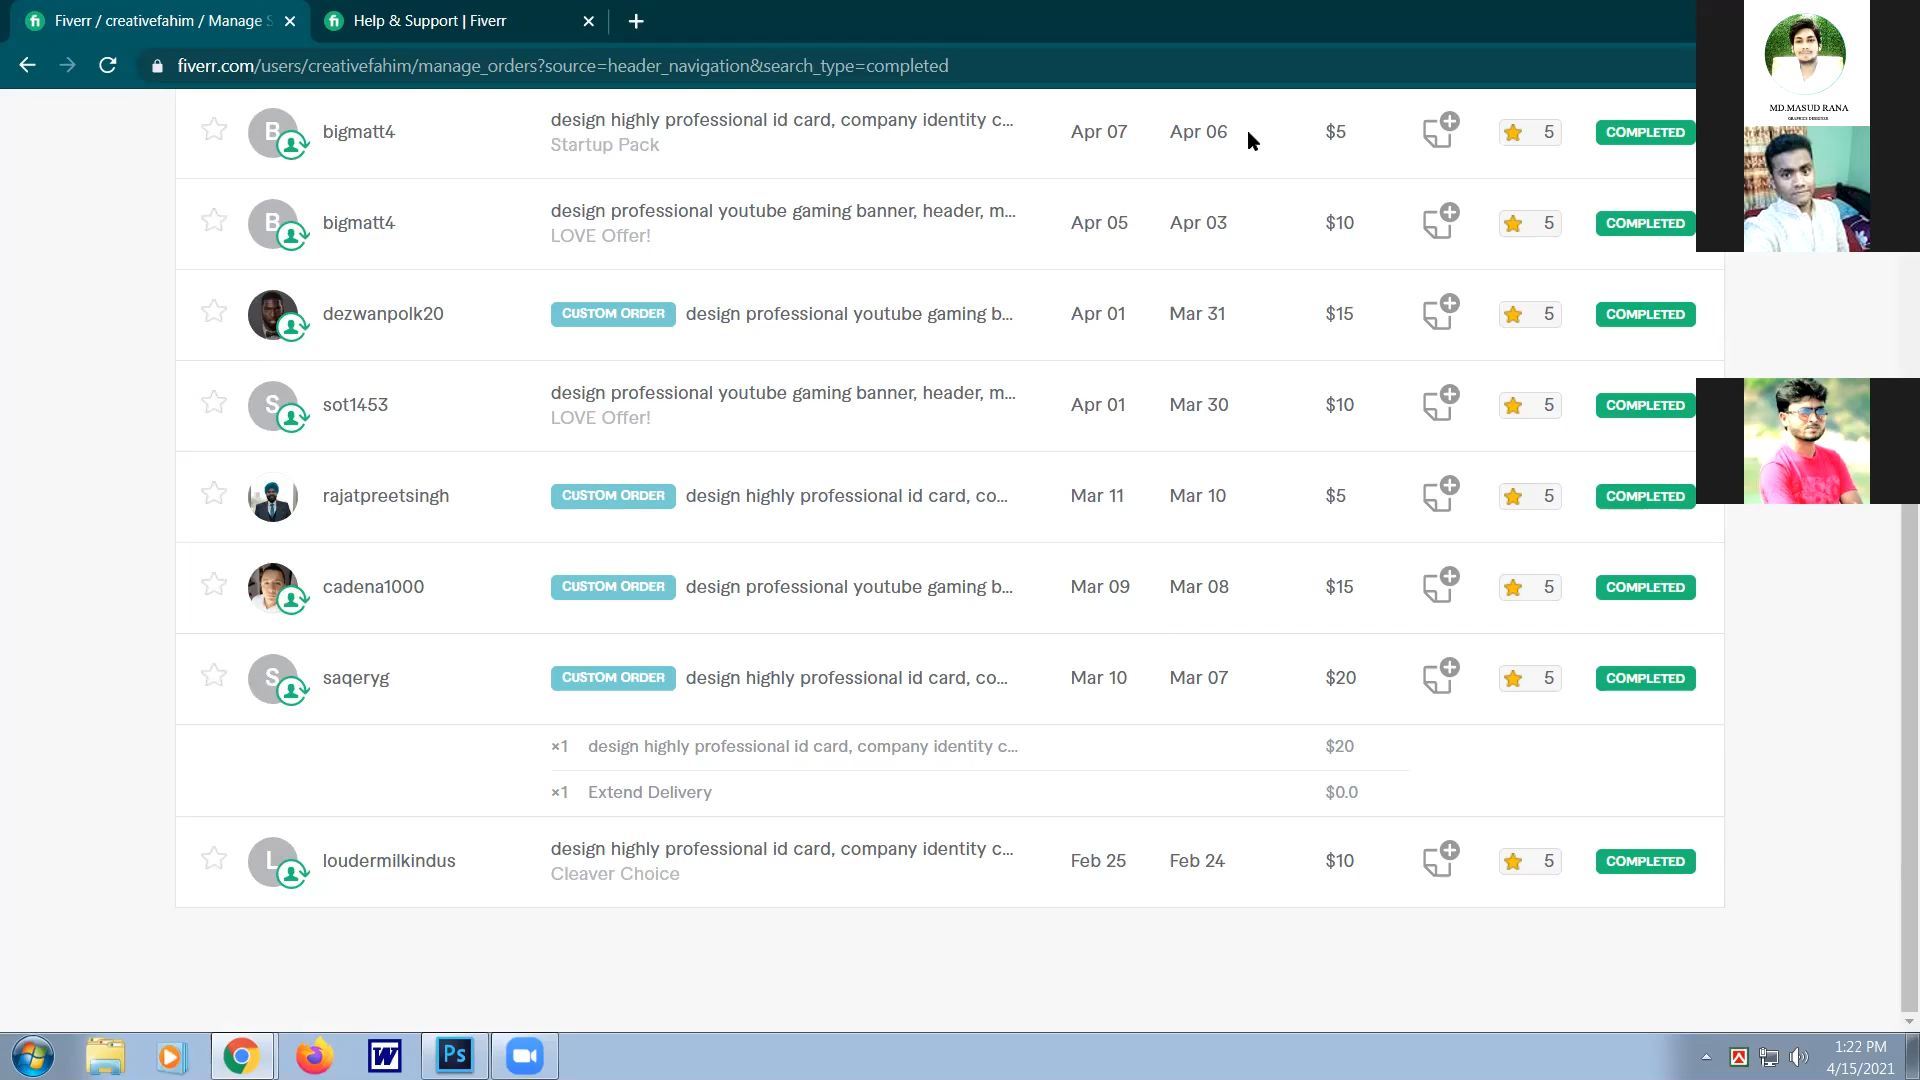 Fiverr / creativefahim / Manage S
Help & Support | Fiverr
fiverr.com/users/creativefahim/manage_orders?source=header_navigation&search_type=completed
MD.MASUD RANA
GRAPHICS DESIGNER
B bigmatt4 design highly professional id card, company identity c... Apr 07 Apr 06 $5 5 COMPLETED
Startup Pack
B bigmatt4 design professional youtube gaming banner, header, m... Apr 05 Apr 03 $10 5 COMPLETED
LOVE Offer!
dezwanpolk20 CUSTOM ORDER design professional youtube gaming b... Apr 01 Mar 31 $15 5 COMPLETED
S sot1453 design professional youtube gaming banner, header, m... Apr 01 Mar 30 $10 5 COMPLETED
LOVE Offer!
rajatpreetsingh CUSTOM ORDER design highly professional id card, co... Mar 11 Mar 10 $5 5 COMPLETED
cadena1000 CUSTOM ORDER design professional youtube gaming b... Mar 09 Mar 08 $15 5 COMPLETED
S saqeryg CUSTOM ORDER design highly professional id card, co... Mar 10 Mar 07 $20 5 COMPLETED
×1 design highly professional id card, company identity c... $20
×1 Extend Delivery $0.0
L loudermilkindus design highly professional id card, company identity c... Feb 25 Feb 24 $10 5 COMPLETED
Cleaver Choice
W Ps 1:22 PM
4/15/2021